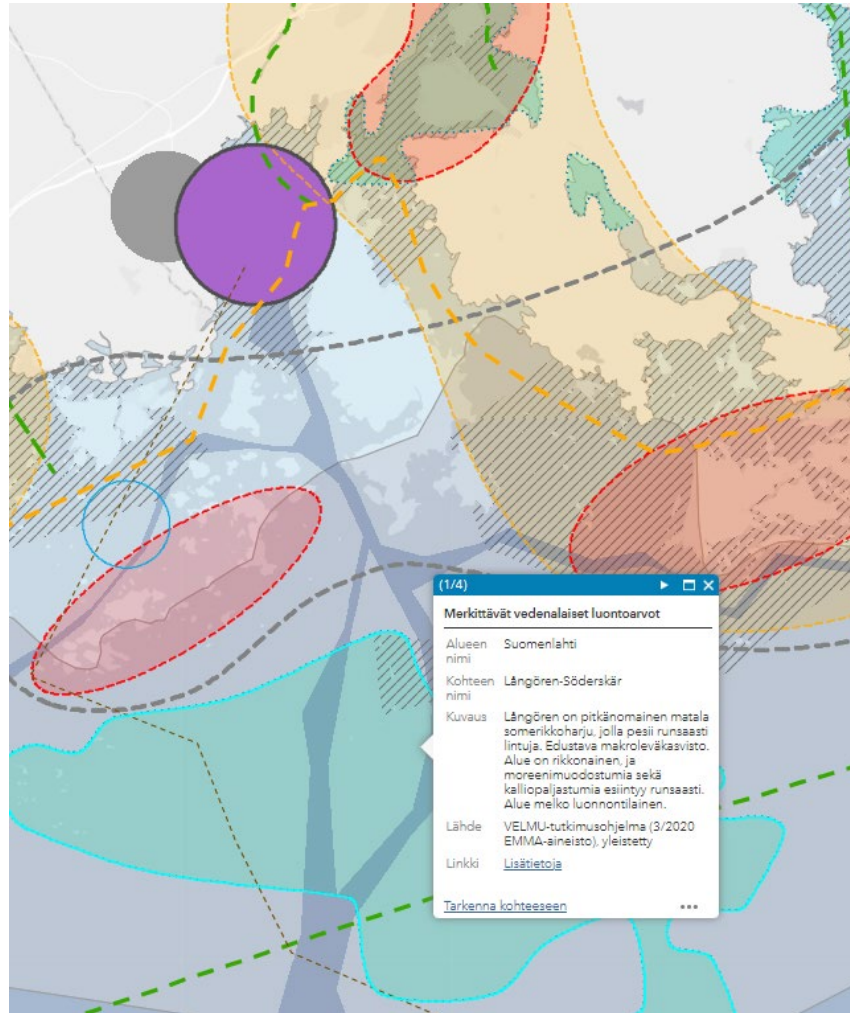 (1/4)
Merkittävät vedenalaiset luontoarvot
Alueen nimi Suomenlahti
Kohteen nimi Långören-Söderskär
Kuvaus Långören on pitkänomainen matala
somerikkoharju, jolla pesii runsaasti
lintuja. Edustava makroleväkasvisto.
Alue on rikkonainen, ja
moreenimuodostumia sekä
kalliopaljastumia esiintyy runsaasti.
Alue melko luonnontilainen.
Lähde VELMU-tutkimusohjelma (3/2020
EMMA-aineisto), yleistetty
Linkki Lisätietoja
Tarkenna kohteeseen